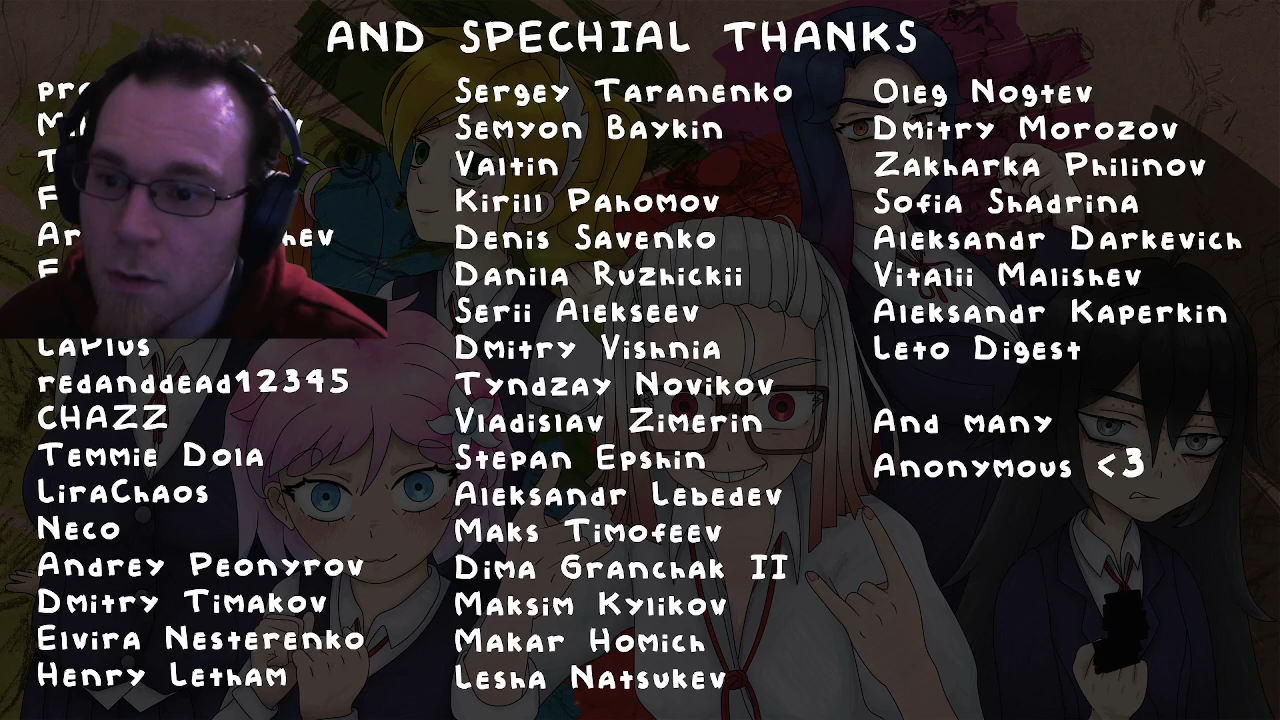 AND SPECHIAL THANKS
LaPlus
redanddead12345
CHAZZ
Temmie Dola
LiraChaos
Neco
Andrey Peonyrov
Dmitry Timakov
Elvira Nesterenko
Henry Letham
Sergey Taranenko
Semyon Baykin
Valtin
Kirill Pahomov
Denis Savenko
Danila Ruzhickii
Serii Alekseev
Dmitry Vishnia
Tyndzay Novikov
Vladislav Zimerin
Stepan Epshin
Aleksandr Lebedev
Maks Timofeev
Dima Granchak II
Maksim Kylikov
Makar Homich
Lesha Natsukev
Oleg Nogtev
Dmitry Morozov
Zakharka Philinov
Sofia Shadrina
Aleksandr Darkevich
Vitalii Malishev
Aleksandr Kaperkin
Leto Digest
And many
Anonymous <3